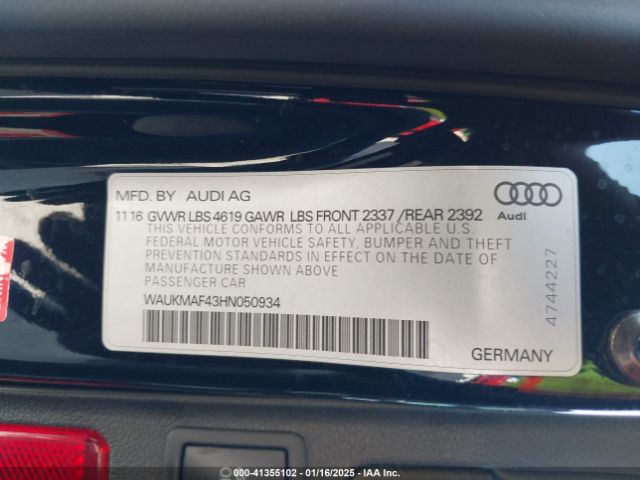 MFD. BY AUDI AG
1116 GVWR LBS 4619 GAWR LBS FRONT 2337 /REAR 2392
Audi
THIS VEHICLE CONFORMS TO ALL APPLICABLE U.S.
FEDERAL MOTOR VEHICLE SAFETY, BUMPER AND THEFT
PREVENTION STANDARDS IN EFFECT ON THE DATE OF
MANUFACTURE SHOWN ABOVE
PASSENGER CAR
WAUKMAF43HN050934
4744227
GERMANY
000-41355102 - 01/16/2025 - IAA Inc.